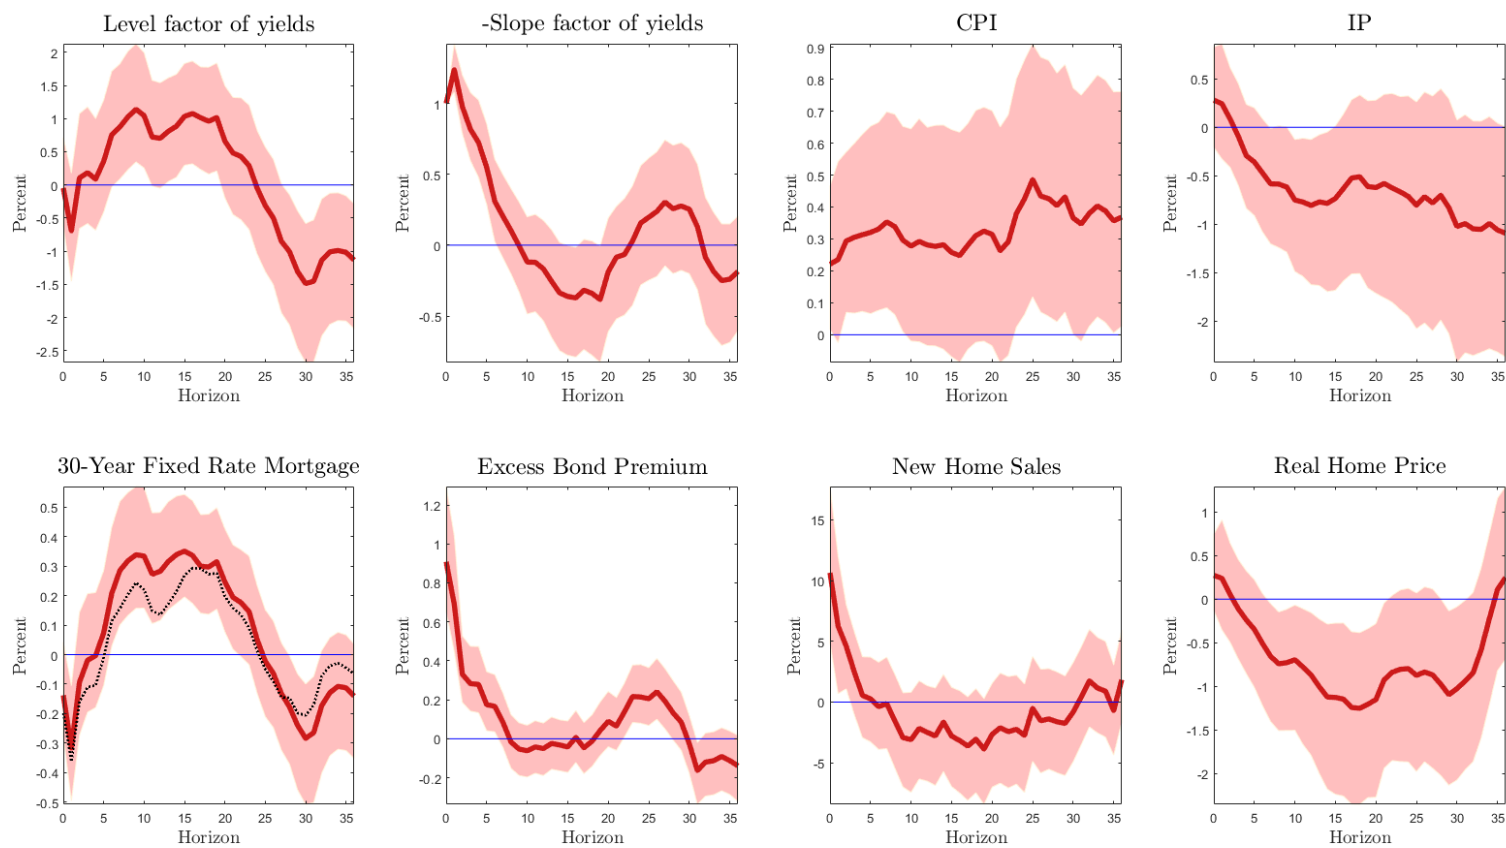 Level factor of yields
-Slope factor of yields
CPI
IP
Percent
2
1.5
1
0.5
0
-0.5
-1
-1.5
-2
-2.5
0 5 10 15 20 25 30 35
Horizon
Percent
1
0.5
0
-0.5
0 5 10 15 20 25 30 35
Horizon
Percent
0.9
0.8
0.7
0.6
0.5
0.4
0.3
0.2
0.1
0
0 5 10 15 20 25 30 35
Horizon
Percent
0.5
0
-0.5
-1
-1.5
-2
0 5 10 15 20 25 30 35
Horizon
30-Year Fixed Rate Mortgage
Excess Bond Premium
New Home Sales
Real Home Price
Percent
0.5
0.4
0.3
0.2
0.1
0
-0.1
-0.2
-0.3
-0.4
-0.5
0 5 10 15 20 25 30 35
Horizon
Percent
1.2
1
0.8
0.6
0.4
0.2
0
-0.2
0 5 10 15 20 25 30 35
Horizon
Percent
15
10
5
0
-5
0 5 10 15 20 25 30 35
Horizon
Percent
1
0.5
0
-0.5
-1
-1.5
-2
0 5 10 15 20 25 30 35
Horizon